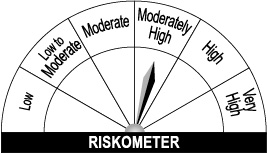 Low
Low to
Moderate
Moderate
Moderately
High
High
Very
High
RISKOMETER